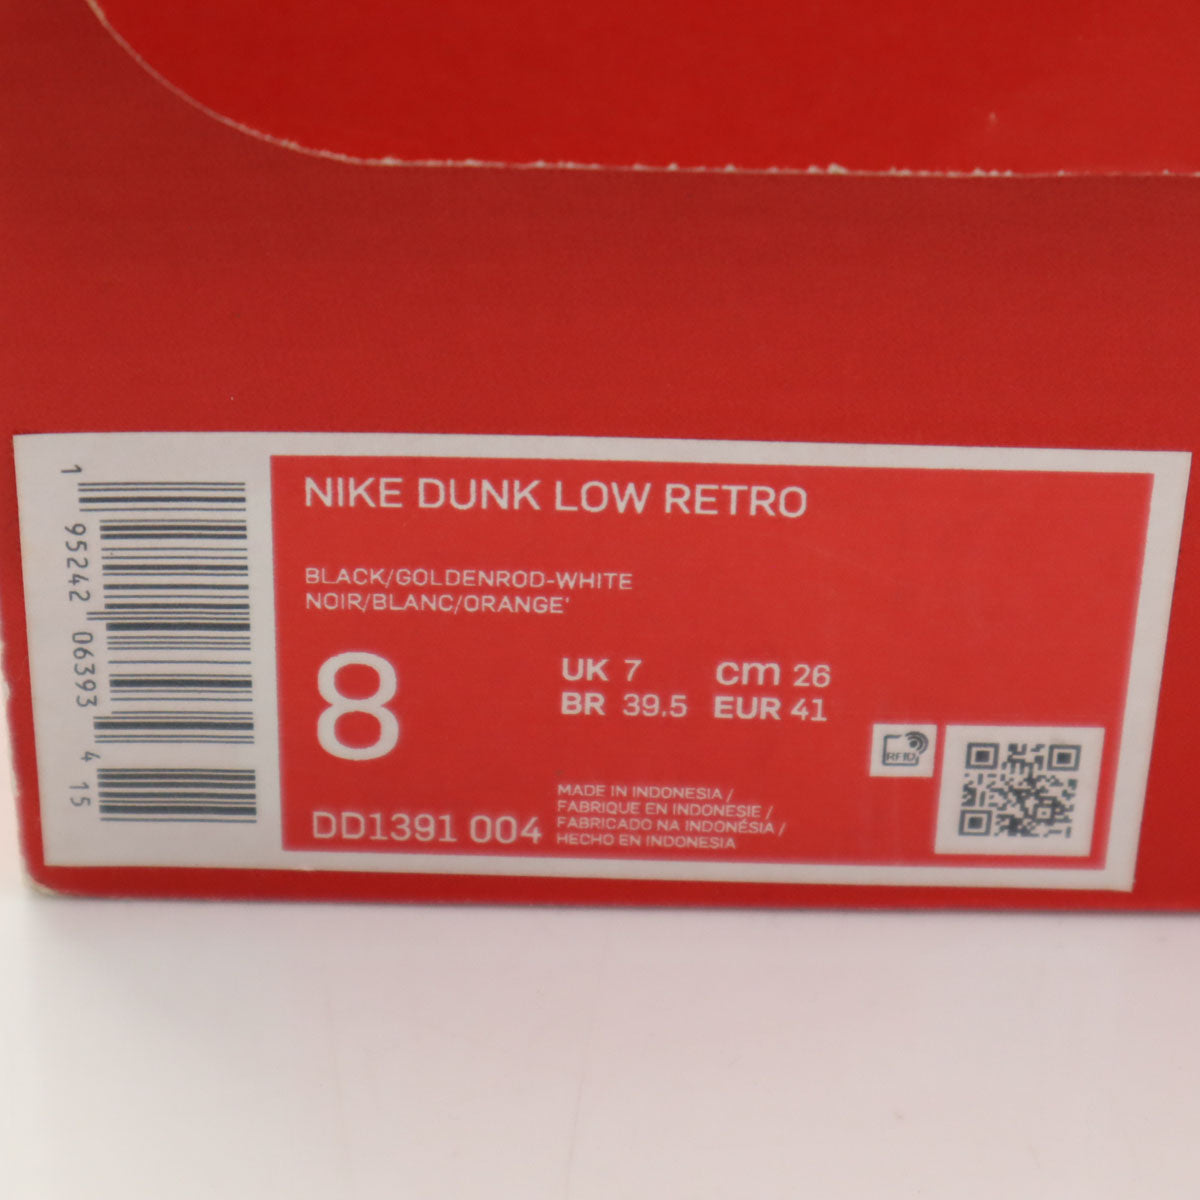 NIKE DUNK LOW RETRO
BLACK/GOLDENROD-WHITE
NOIR/BLANC/ORANGE'
8
UK 7 cm 26
BR 39.5 EUR 41
DD1391 004
MADE IN INDONESIA /
FABRIQUE EN INDONESIE /
FABRICADO NA INDONÉSIA /
HECHO EN INDONESIA
RFID
1 95242 06393 4 15